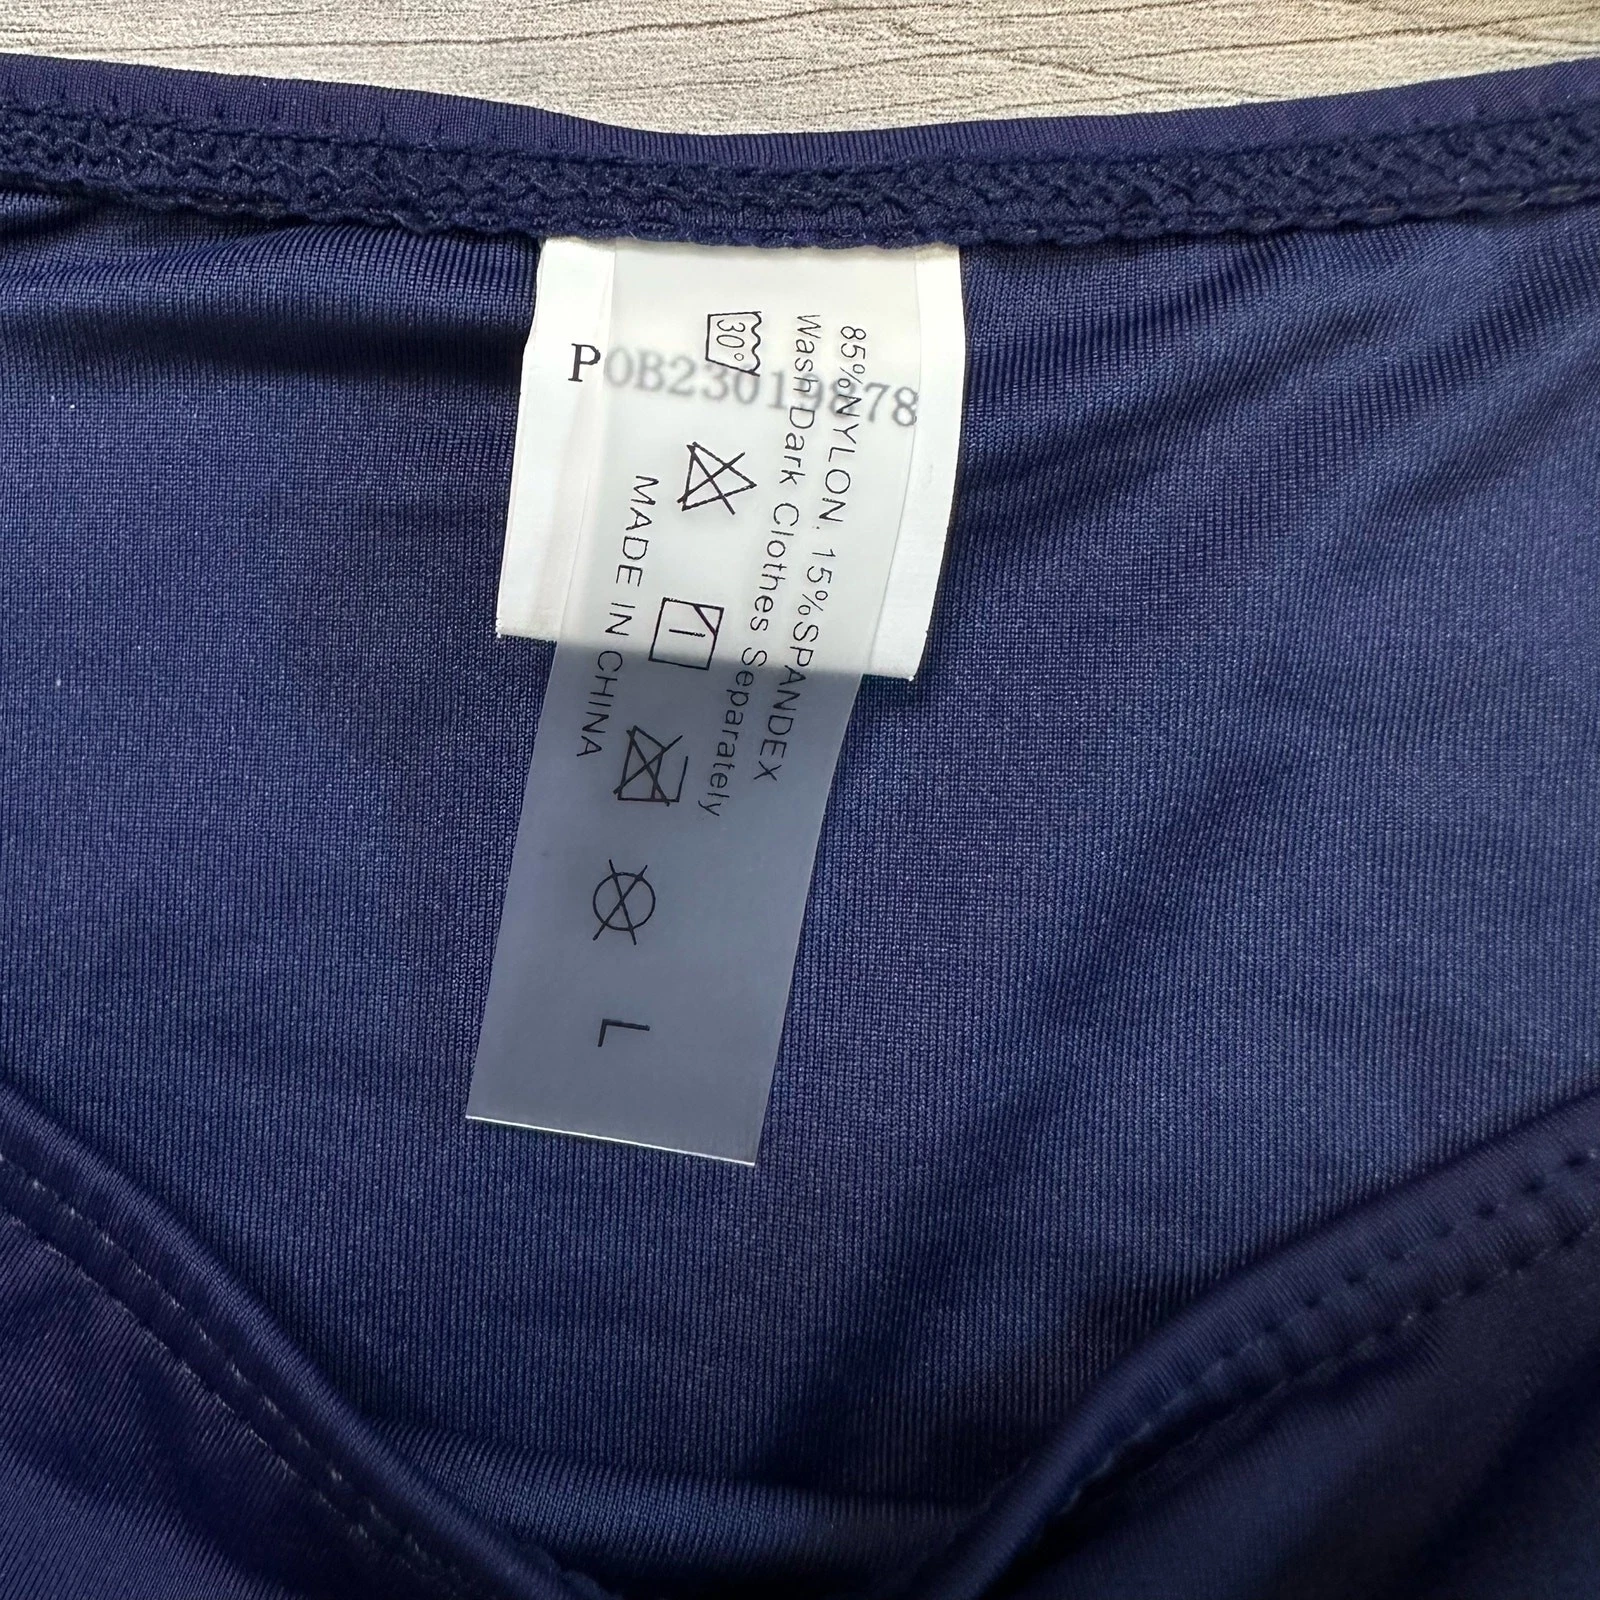 P0B23019878
85%NYLON, 15%SPANDEX
Wash Dark Clothes Separately
30°
MADE IN CHINA
L